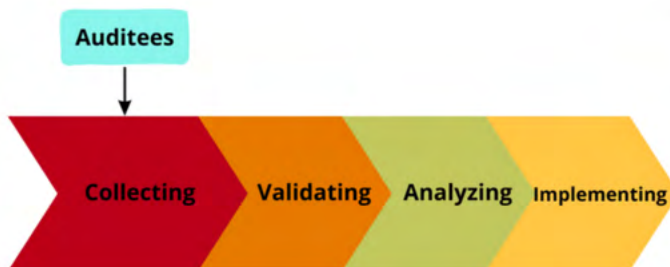 Auditees
Collecting
Validating
Analyzing
Implementing